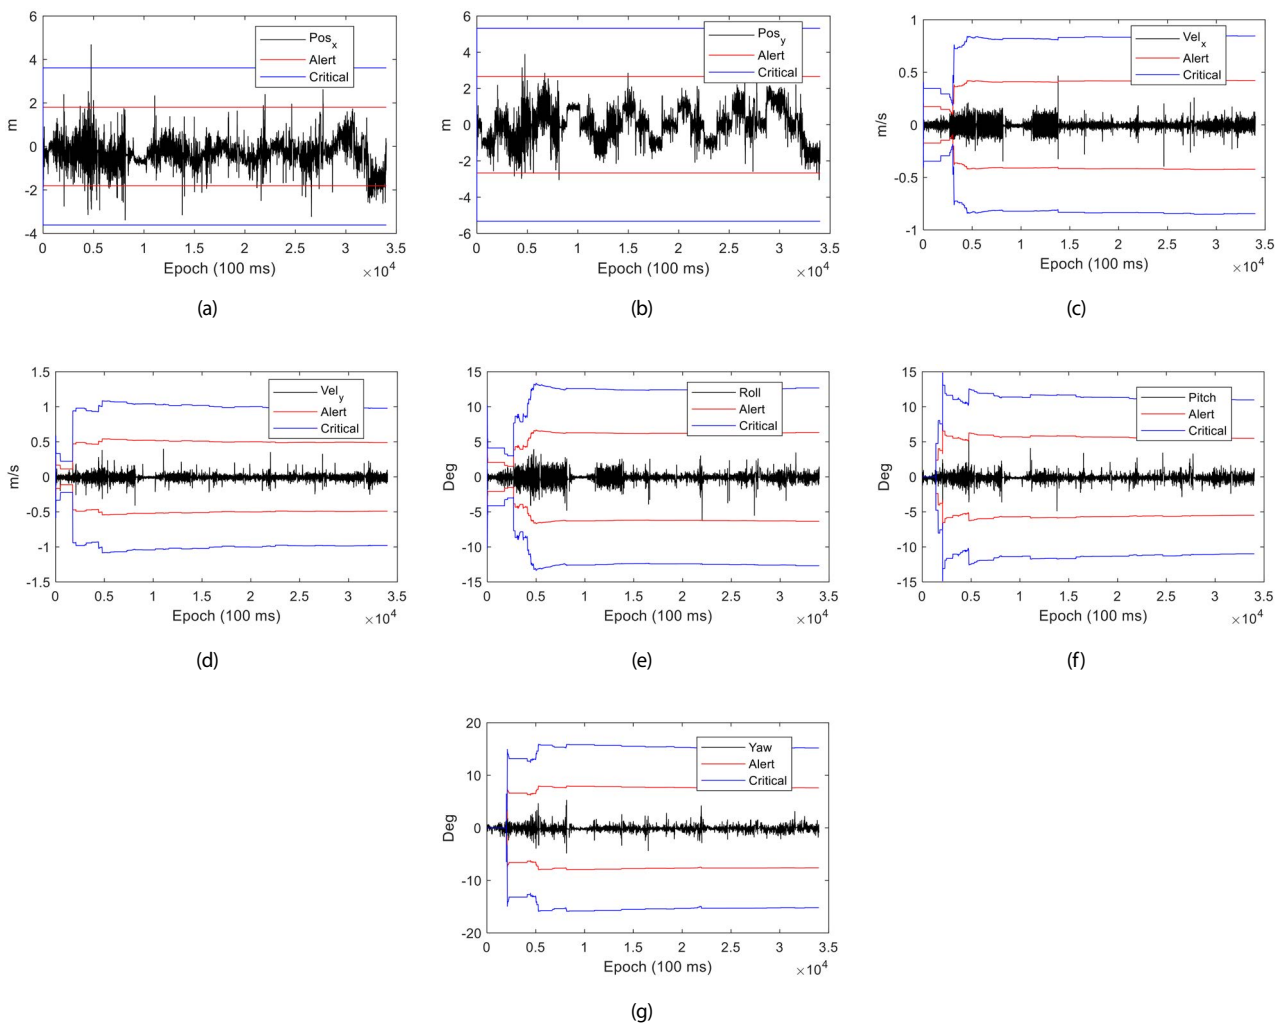 6
4
2
0
-2
-4
m
Pos
x
Alert
Critical
0 0.5 1 1.5 2 2.5 3 3.5
Epoch (100 ms)
×10
4
(a)
6
4
2
0
-2
-4
-6
m
Pos
y
Alert
Critical
0 0.5 1 1.5 2 2.5 3 3.5
Epoch (100 ms)
×10
4
(b)
1
0.5
0
-0.5
-1
m/s
Vel
x
Alert
Critical
0 0.5 1 1.5 2 2.5 3 3.5
Epoch (100 ms)
×10
4
(c)
1.5
1
0.5
0
-0.5
-1
-1.5
m/s
Vel
y
Alert
Critical
0 0.5 1 1.5 2 2.5 3 3.5
Epoch (100 ms)
×10
4
(d)
15
10
5
0
-5
-10
-15
Deg
Roll
Alert
Critical
0 0.5 1 1.5 2 2.5 3 3.5
Epoch (100 ms)
×10
4
(e)
15
10
5
0
-5
-10
-15
Deg
Pitch
Alert
Critical
0 0.5 1 1.5 2 2.5 3 3.5
Epoch (100 ms)
×10
4
(f)
20
10
0
-10
-20
Deg
Yaw
Alert
Critical
0 0.5 1 1.5 2 2.5 3 3.5
Epoch (100 ms)
×10
4
(g)